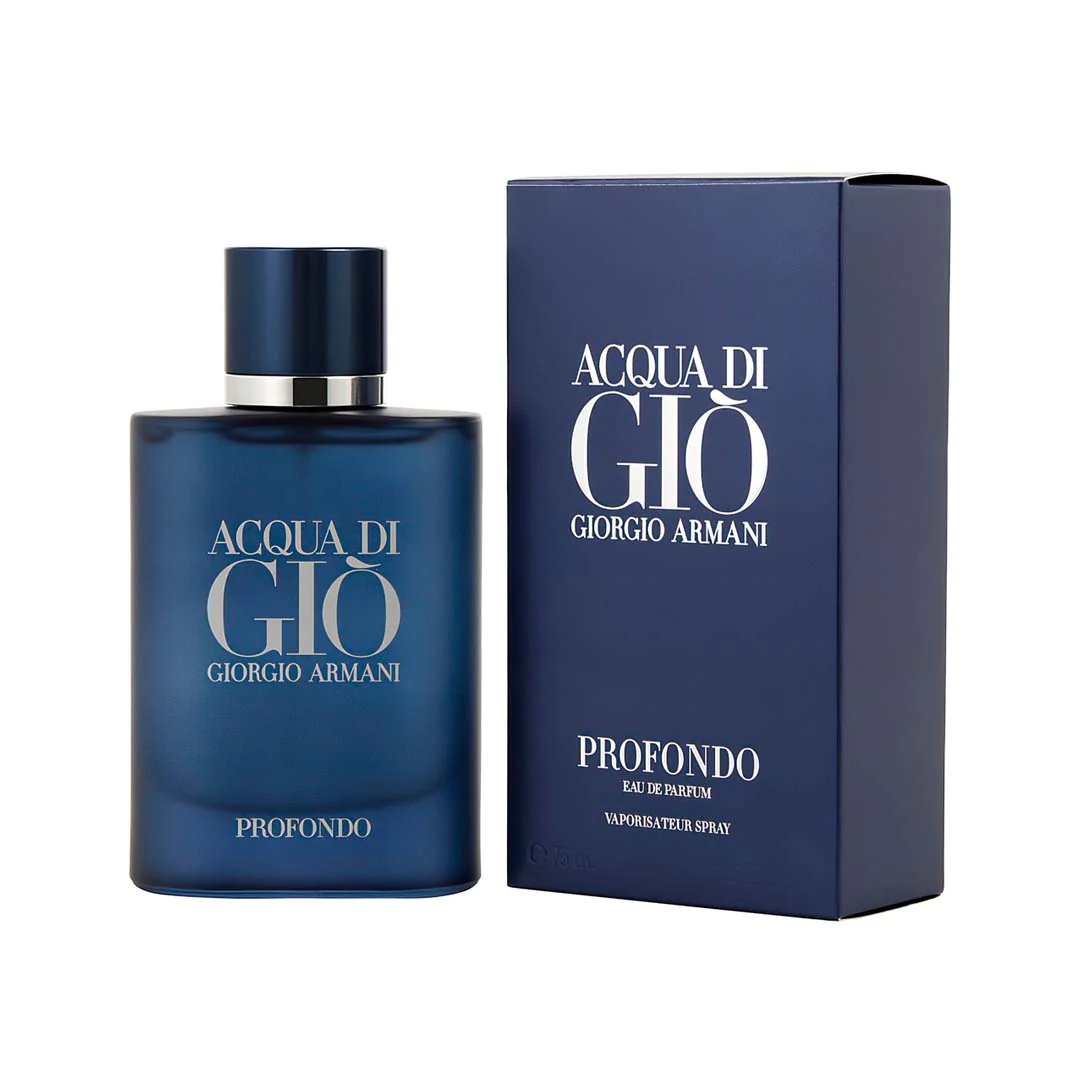 ACQUA DI
GIÒ
GIORGIO ARMANI
PROFONDO
ACQUA DI
GIÒ
GIORGIO ARMANI
PROFONDO
EAU DE PARFUM
VAPORISATEUR SPRAY